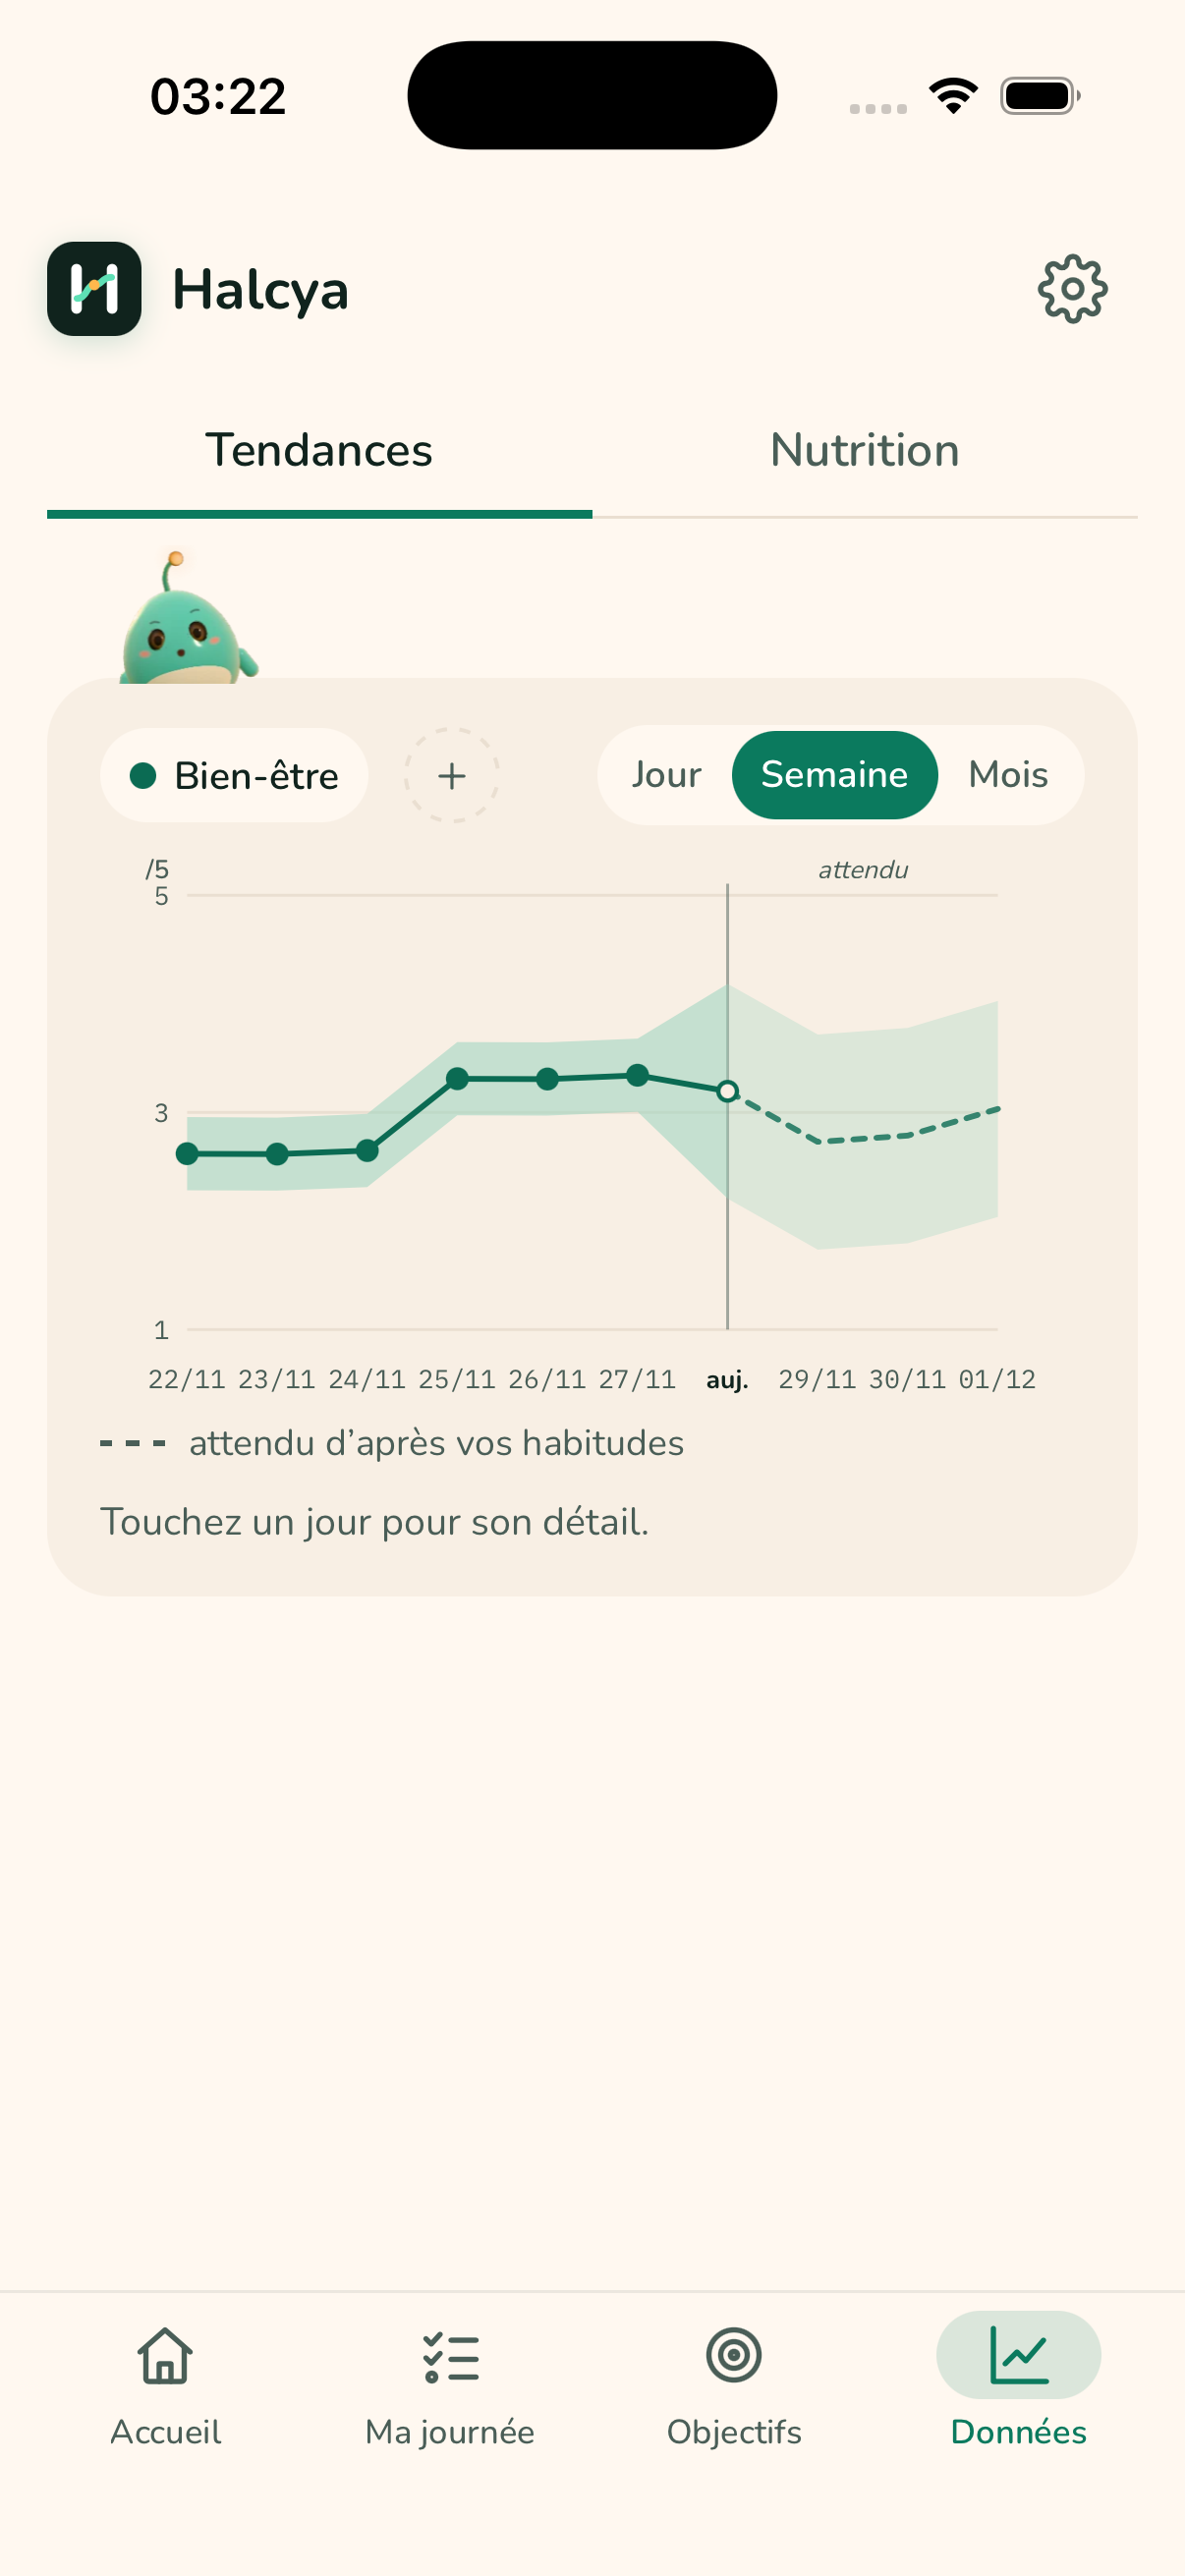 03:22
Halcya
Tendances Nutrition
Bien-être + Jour Semaine Mois
/5 attendu
5
3
1
22/11 23/11 24/11 25/11 26/11 27/11 auj. 29/11 30/11 01/12
attendu d’après vos habitudes
Touchez un jour pour son détail.
Accueil Ma journée Objectifs Données